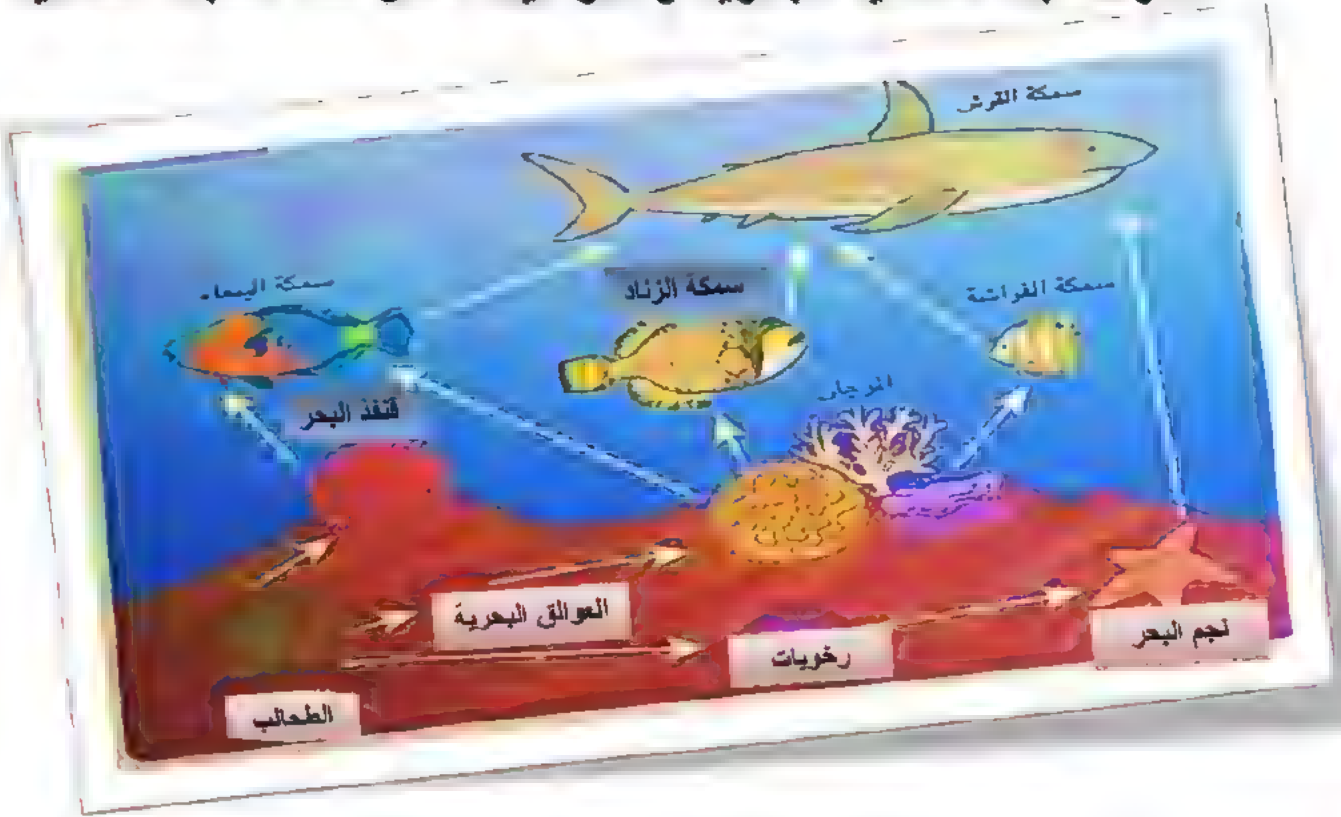 سمكة القرش
سمكة الببغاء
سمكة الزناد
سمكة الفراشة
المرجان
قنفذ البحر
العوالق البحرية
رخويات
نجم البحر
الطحالب